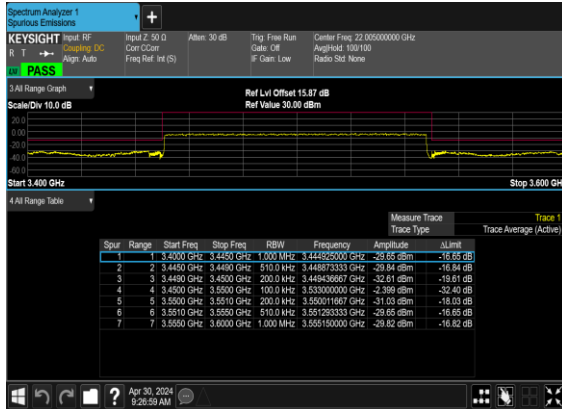 Spectrum Analyzer 1
Spurious Emissions
+
KEYSIGHT Input: RF Input Z: 50 Ω Atten: 30 dB Trig: Free Run Center Freq: 22.005000000 GHz
R T Coupling: DC Corr CCorr Gate: Off Avg|Hold: 100/100
Align: Auto Freq Ref: Int (S) IF Gain: Low Radio Std: None
PASS
3 All Range Graph
Scale/Div 10.0 dB
Ref Lvl Offset 15.87 dB
Ref Value 30.00 dBm
20.0
0.00
-20.0
-40.0
-60.0
Start 3.400 GHz Stop 3.600 GH
4 All Range Table
Measure Trace Trace 1
Trace Type Trace Average (Active)
Spur Range Start Freq Stop Freq RBW Frequency Amplitude ΔLimit
1 1 3.4000 GHz 3.4450 GHz 1.000 MHz 3.444925000 GHz -29.65 dBm -16.65 dB
2 2 3.4450 GHz 3.4490 GHz 510.0 kHz 3.448873333 GHz -29.84 dBm -16.84 dB
3 3 3.4490 GHz 3.4500 GHz 200.0 kHz 3.449436667 GHz -32.61 dBm -19.61 dB
4 4 3.4500 GHz 3.5500 GHz 100.0 kHz 3.533000000 GHz -2.399 dBm -32.40 dB
5 5 3.5500 GHz 3.5510 GHz 200.0 kHz 3.550011667 GHz -31.03 dBm -18.03 dB
6 6 3.5510 GHz 3.5550 GHz 510.0 kHz 3.551293333 GHz -29.65 dBm -16.65 dB
7 7 3.5550 GHz 3.6000 GHz 1.000 MHz 3.555150000 GHz -29.82 dBm -16.82 dB
? Apr 30, 2024
9:26:59 AM